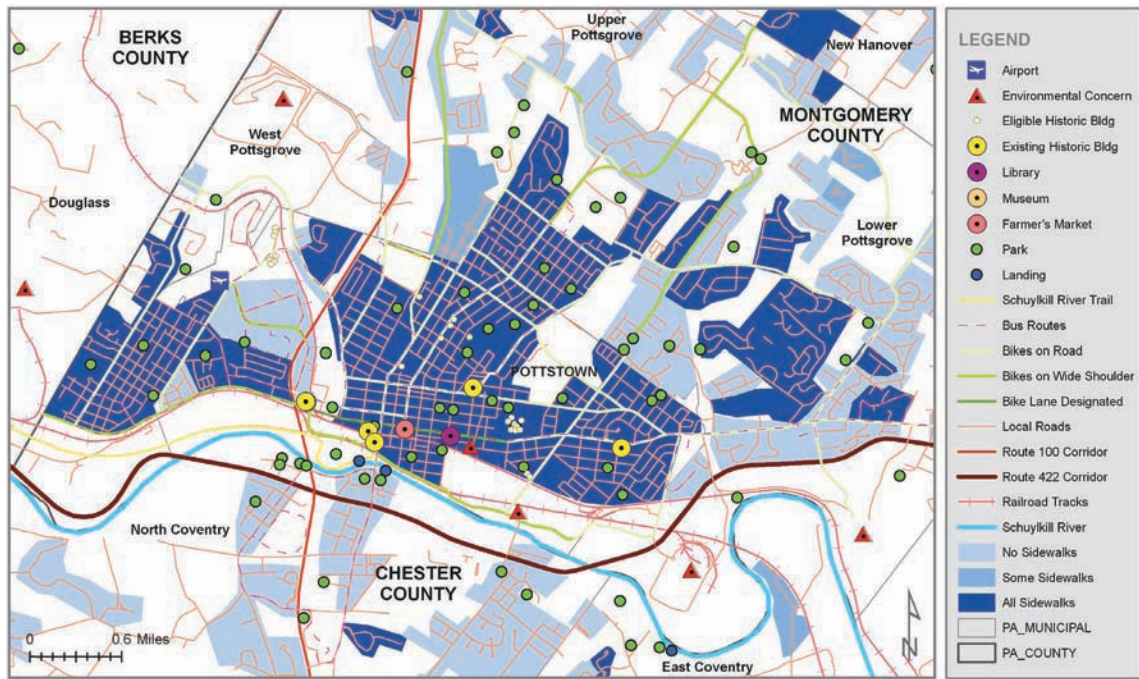 BERKS
COUNTY
Upper
Pottsgrove
New Hanover
MONTGOMERY
COUNTY
West
Pottsgrove
Douglass
Lower
Pottsgrove
POTTSTOWN
North Coventry
CHESTER
COUNTY
East Coventry
0 0.6 Miles
N
LEGEND
Airport
Environmental Concern
Eligible Historic Bldg
Existing Historic Bldg
Library
Museum
Farmer's Market
Park
Landing
Schuylkill River Trail
Bus Routes
Bikes on Road
Bikes on Wide Shoulder
Bike Lane Designated
Local Roads
Route 100 Corridor
Route 422 Corridor
Railroad Tracks
Schuylkill River
No Sidewalks
Some Sidewalks
All Sidewalks
PA_MUNICIPAL
PA_COUNTY